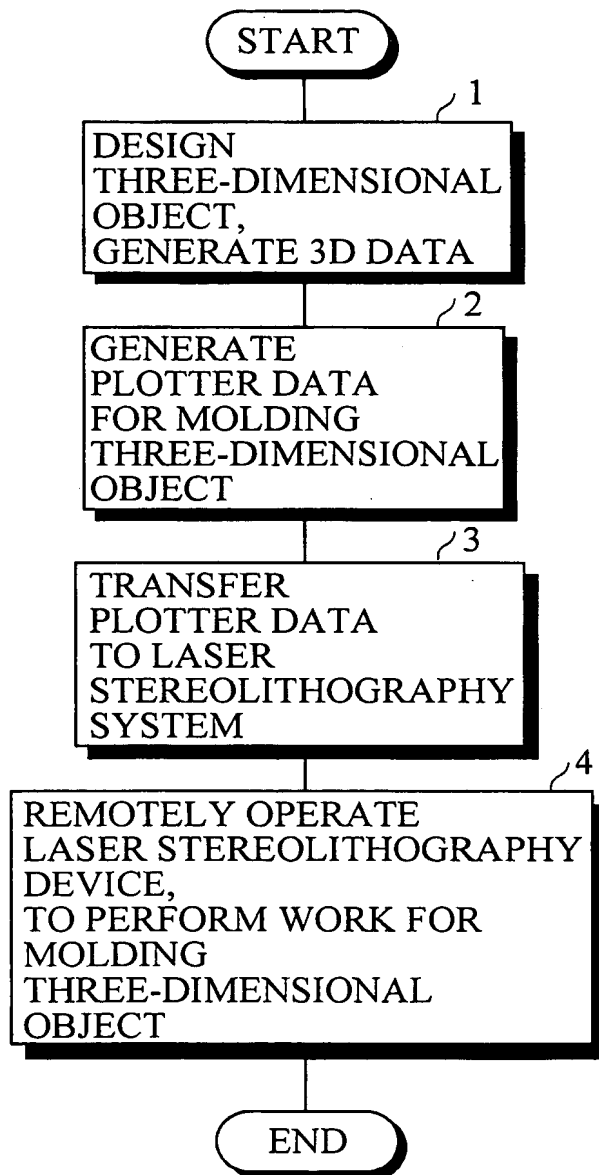 START
1
DESIGN
THREE-DIMENSIONAL
OBJECT,
GENERATE 3D DATA
2
GENERATE
PLOTTER DATA
FOR MOLDING
THREE-DIMENSIONAL
OBJECT
3
TRANSFER
PLOTTER DATA
TO LASER
STEREOLITHOGRAPHY
SYSTEM
4
REMOTELY OPERATE
LASER STEREOLITHOGRAPHY
DEVICE,
TO PERFORM WORK FOR
MOLDING
THREE-DIMENSIONAL
OBJECT
END